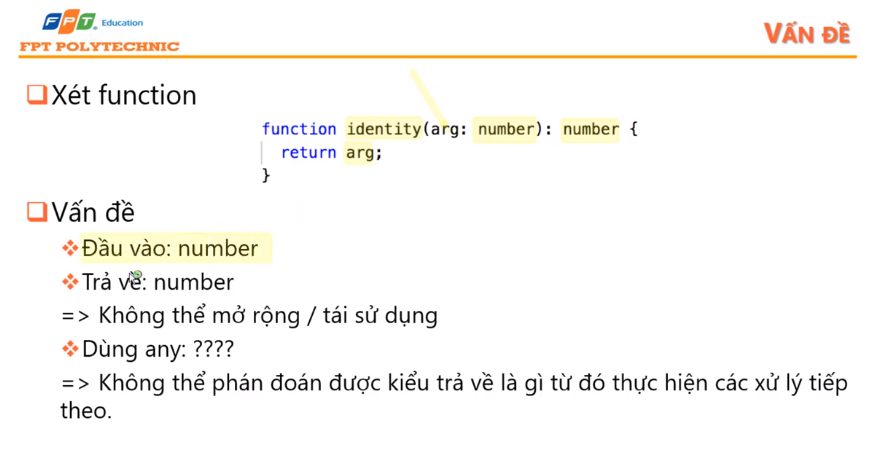 FPT Education
FPT POLYTECHNIC
VẤN ĐỀ
Xét function
function identity(arg: number): number {
return arg;
}
Vấn đề
Đầu vào: number
Trả về: number
=> Không thể mở rộng / tái sử dụng
Dùng any: ????
=> Không thể phán đoán được kiểu trả về là gì từ đó thực hiện các xử lý tiếp
theo.